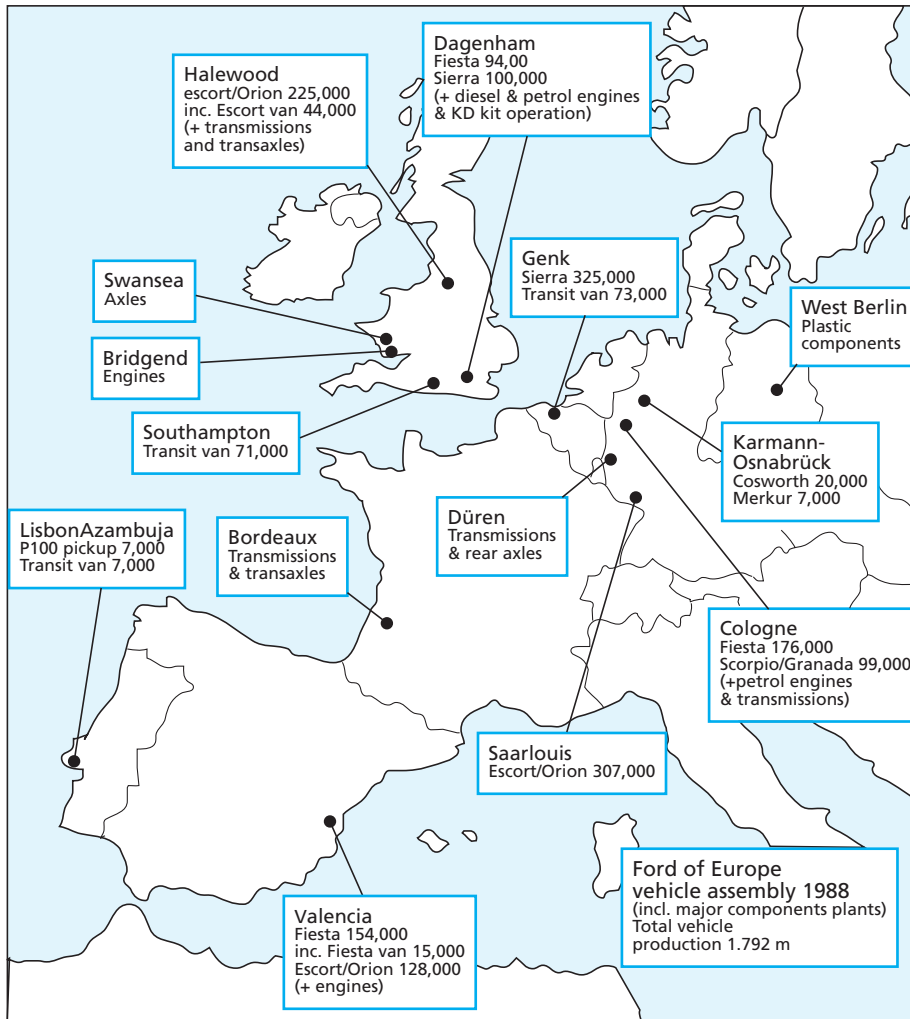 Dagenham
Fiesta 94,00
Sierra 100,000
(+ diesel & petrol engines
& KD kit operation)
Halewood
escort/Orion 225,000
inc. Escort van 44,000
(+ transmissions
and transaxles)
Genk
Sierra 325,000
Transit van 73,000
Swansea
Axles
West Berlin
Plastic
components
Bridgend
Engines
Southampton
Transit van 71,000
Karmann-
Osnabrück
Cosworth 20,000
Merkur 7,000
LisbonAzambuja
P100 pickup 7,000
Transit van 7,000
Bordeaux
Transmissions
& transaxles
Düren
Transmissions
& rear axles
Cologne
Fiesta 176,000
Scorpio/Granada 99,000
(+petrol engines
& transmissions)
Saarlouis
Escort/Orion 307,000
Valencia
Fiesta 154,000
inc. Fiesta van 15,000
Escort/Orion 128,000
(+ engines)
Ford of Europe
vehicle assembly 1988
(incl. major components plants)
Total vehicle
production 1.792 m